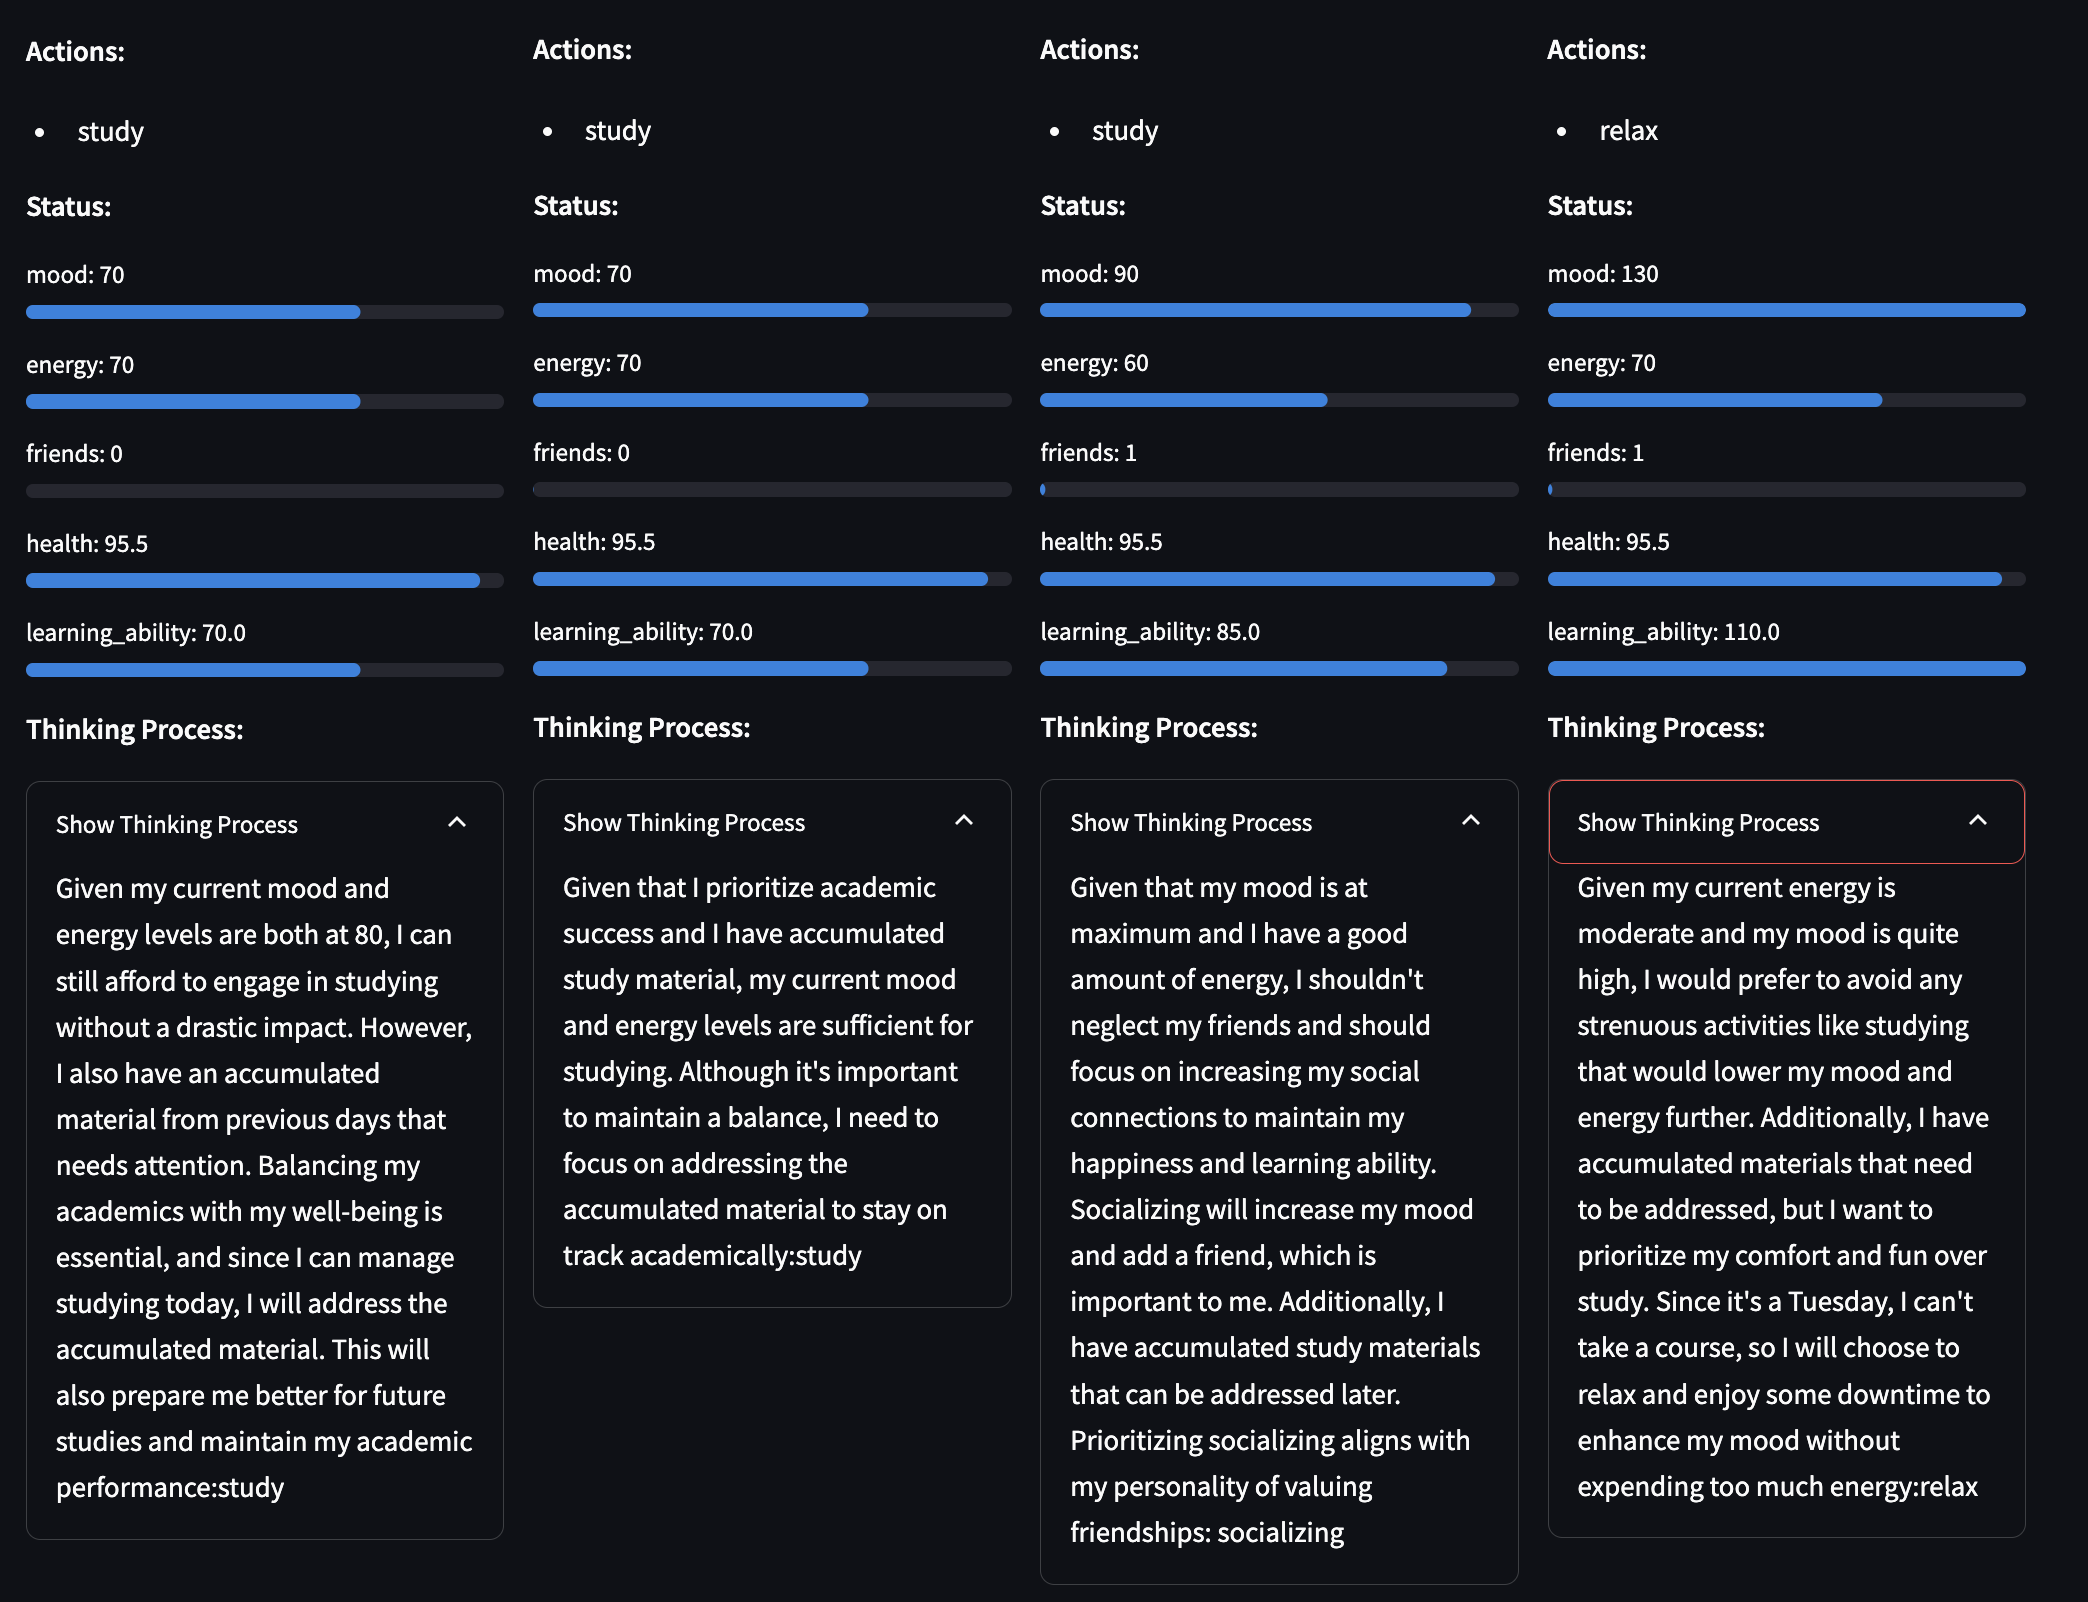 Actions:
• study
Status:
mood: 70
energy: 70
friends: 0
health: 95.5
learning_ability: 70.0
Thinking Process:
Show Thinking Process
Given my current mood and
energy levels are both at 80, I can
still afford to engage in studying
without a drastic impact. However,
I also have an accumulated
material from previous days that
needs attention. Balancing my
academics with my well-being is
essential, and since I can manage
studying today, I will address the
accumulated material. This will
also prepare me better for future
studies and maintain my academic
performance:study
Actions:
• study
Status:
mood: 70
energy: 70
friends: 0
health: 95.5
learning_ability: 70.0
Thinking Process:
Show Thinking Process
Given that I prioritize academic
success and I have accumulated
study material, my current mood
and energy levels are sufficient for
studying. Although it's important
to maintain a balance, I need to
focus on addressing the
accumulated material to stay on
track academically:study
Actions:
• study
Status:
mood: 90
energy: 60
friends: 1
health: 95.5
learning_ability: 85.0
Thinking Process:
Show Thinking Process
Given that my mood is at
maximum and I have a good
amount of energy, I shouldn't
neglect my friends and should
focus on increasing my social
connections to maintain my
happiness and learning ability.
Socializing will increase my mood
and add a friend, which is
important to me. Additionally, I
have accumulated study materials
that can be addressed later.
Prioritizing socializing aligns with
my personality of valuing
friendships: socializing
Actions:
• relax
Status:
mood: 130
energy: 70
friends: 1
health: 95.5
learning_ability: 110.0
Thinking Process:
Show Thinking Process
Given my current energy is
moderate and my mood is quite
high, I would prefer to avoid any
strenuous activities like studying
that would lower my mood and
energy further. Additionally, I have
accumulated materials that need
to be addressed, but I want to
prioritize my comfort and fun over
study. Since it's a Tuesday, I can't
take a course, so I will choose to
relax and enjoy some downtime to
enhance my mood without
expending too much energy:relax